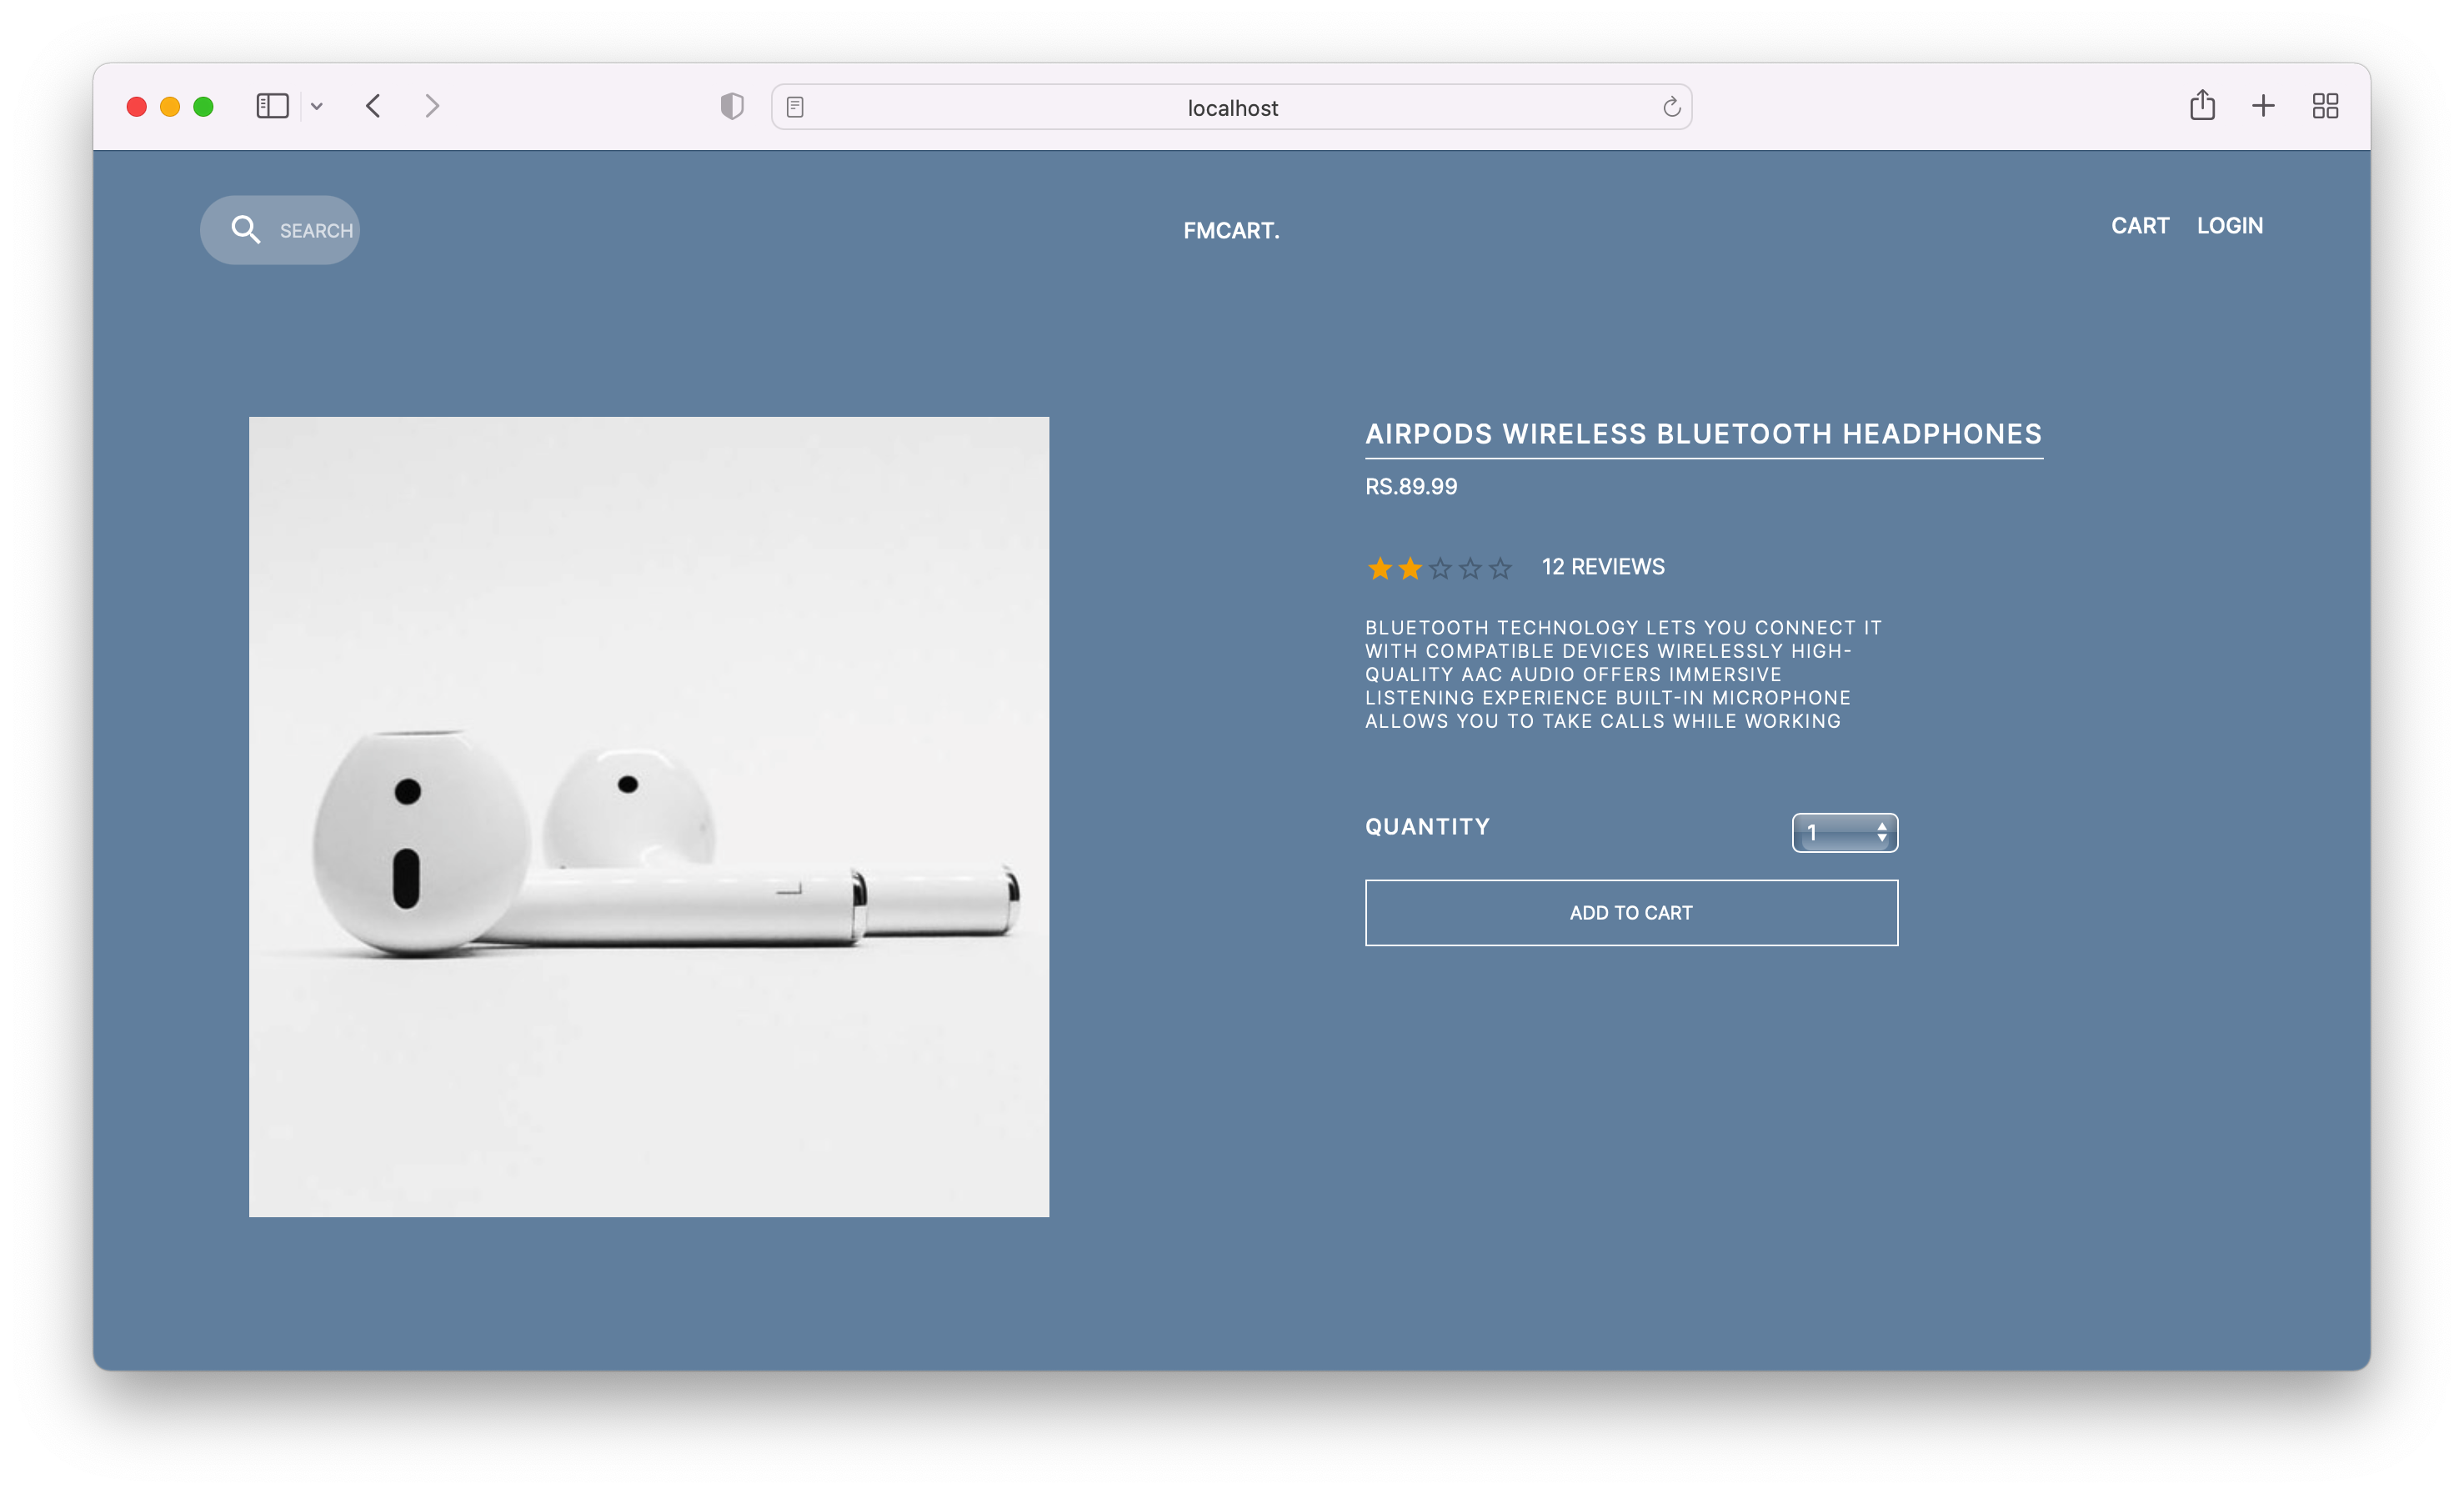 localhost
SEARCH
FMCART.
CART LOGIN
AIRPODS WIRELESS BLUETOOTH HEADPHONES
RS.89.99
12 REVIEWS
BLUETOOTH TECHNOLOGY LETS YOU CONNECT IT
WITH COMPATIBLE DEVICES WIRELESSLY HIGH-
QUALITY AAC AUDIO OFFERS IMMERSIVE
LISTENING EXPERIENCE BUILT-IN MICROPHONE
ALLOWS YOU TO TAKE CALLS WHILE WORKING
QUANTITY
1
ADD TO CART